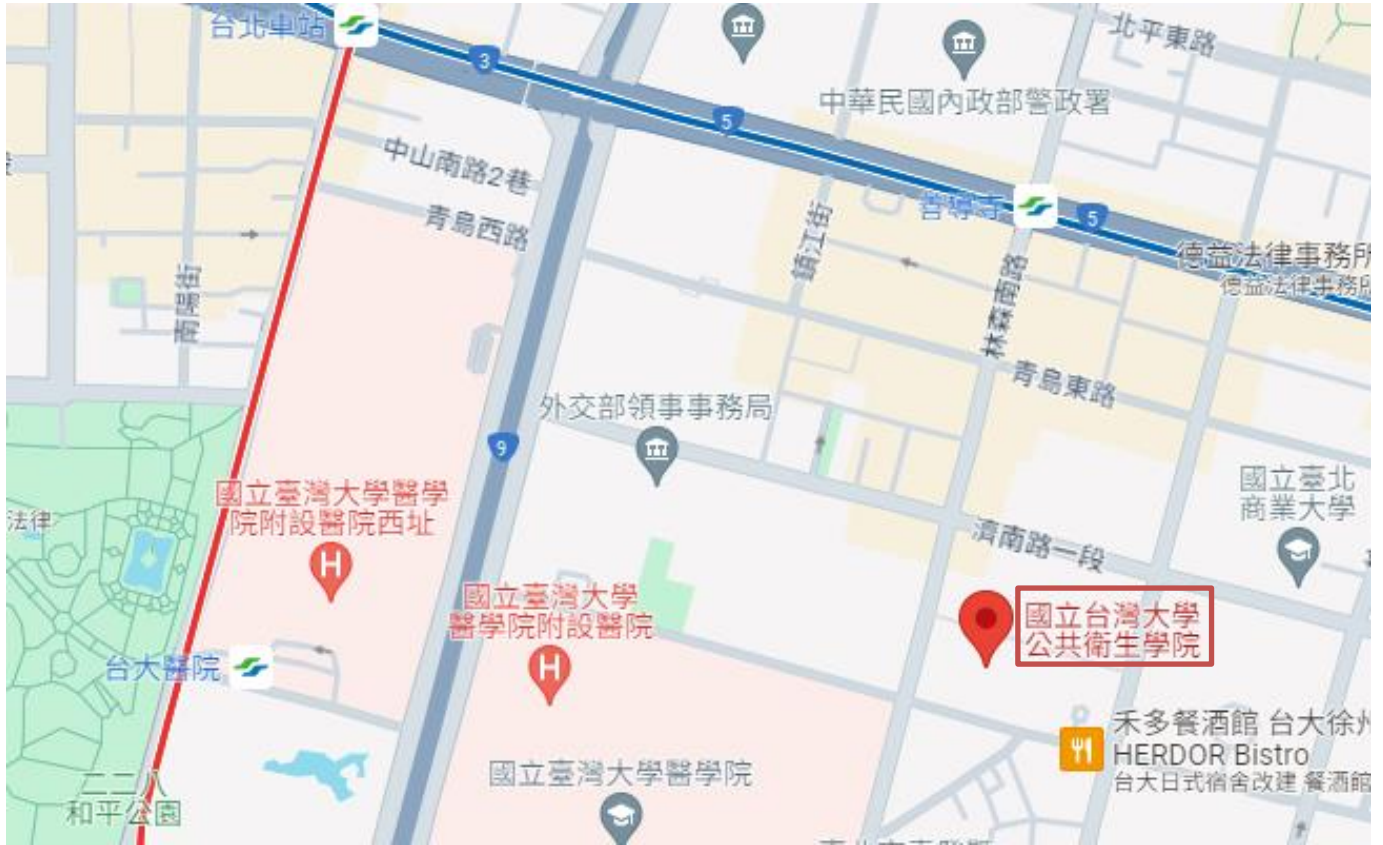 台北車站
3
北平東路
中華民國內政部警政署
5
中山南路2巷
青島西路
善導寺
5
鎮江街
德益法律事務所
德益法律事務所
南陽街
林森南路
青島東路
外交部領事事務局
9
國立臺灣大學醫學
院附設醫院西址
H
國立臺北
商業大學
法律
濟南路一段
國立臺灣大學
醫學院附設醫院
H
國立台灣大學
公共衛生學院
台大醫院
禾多餐酒館 台大徐州
HERDOR Bistro
台大日式宿舍改建 餐酒館
國立臺灣大學醫學院
二二八
和平公園